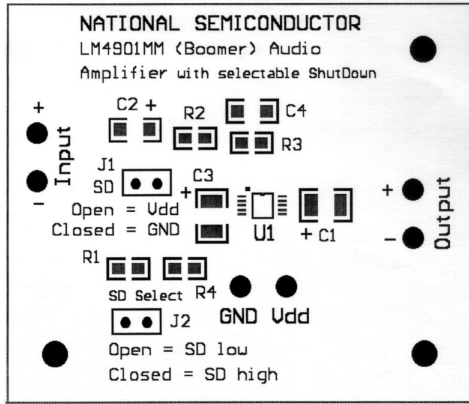 NATIONAL SEMICONDUCTOR
LM4901MM (Boomer) Audio
Amplifier with selectable ShutDown
C2 +
R2
C4
R3
+
Input
-
J1
SD
Open = Vdd
Closed = GND
C3
+
U1
+ C1
+
Output
-
R1
R4
SD Select
GND Vdd
J2
Open = SD low
Closed = SD high